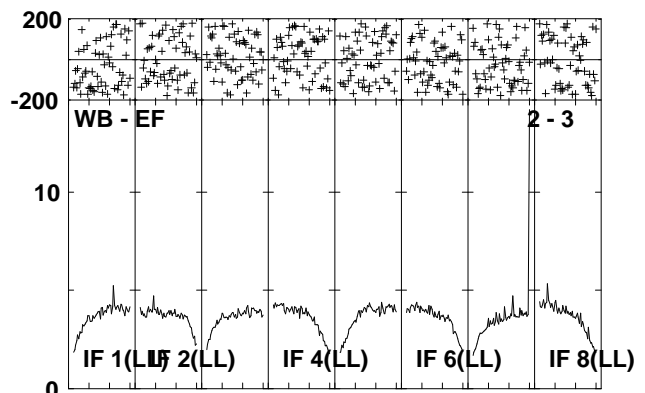 200
-200
WB - EF 2 - 3
10
IF 1(LL) IF 2(LL) IF 4(LL) IF 6(LL) IF 8(LL)
0